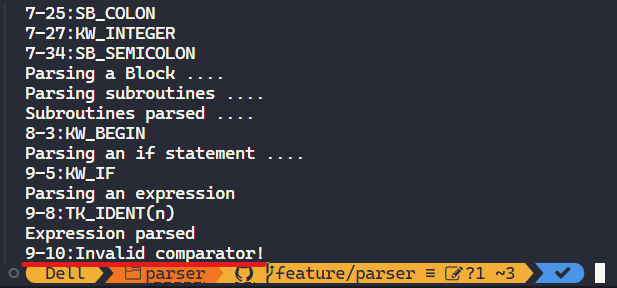 7-25:SB_COLON
7-27:KW_INTEGER
7-34:SB_SEMICOLON
Parsing a Block ....
Parsing subroutines ....
Subroutines parsed ....
8-3:KW_BEGIN
Parsing an if statement ....
9-5:KW_IF
Parsing an expression
9-8:TK_IDENT(n)
Expression parsed
9-10:Invalid comparator!
Dell parser feature/parser ≡ ?1 ~3